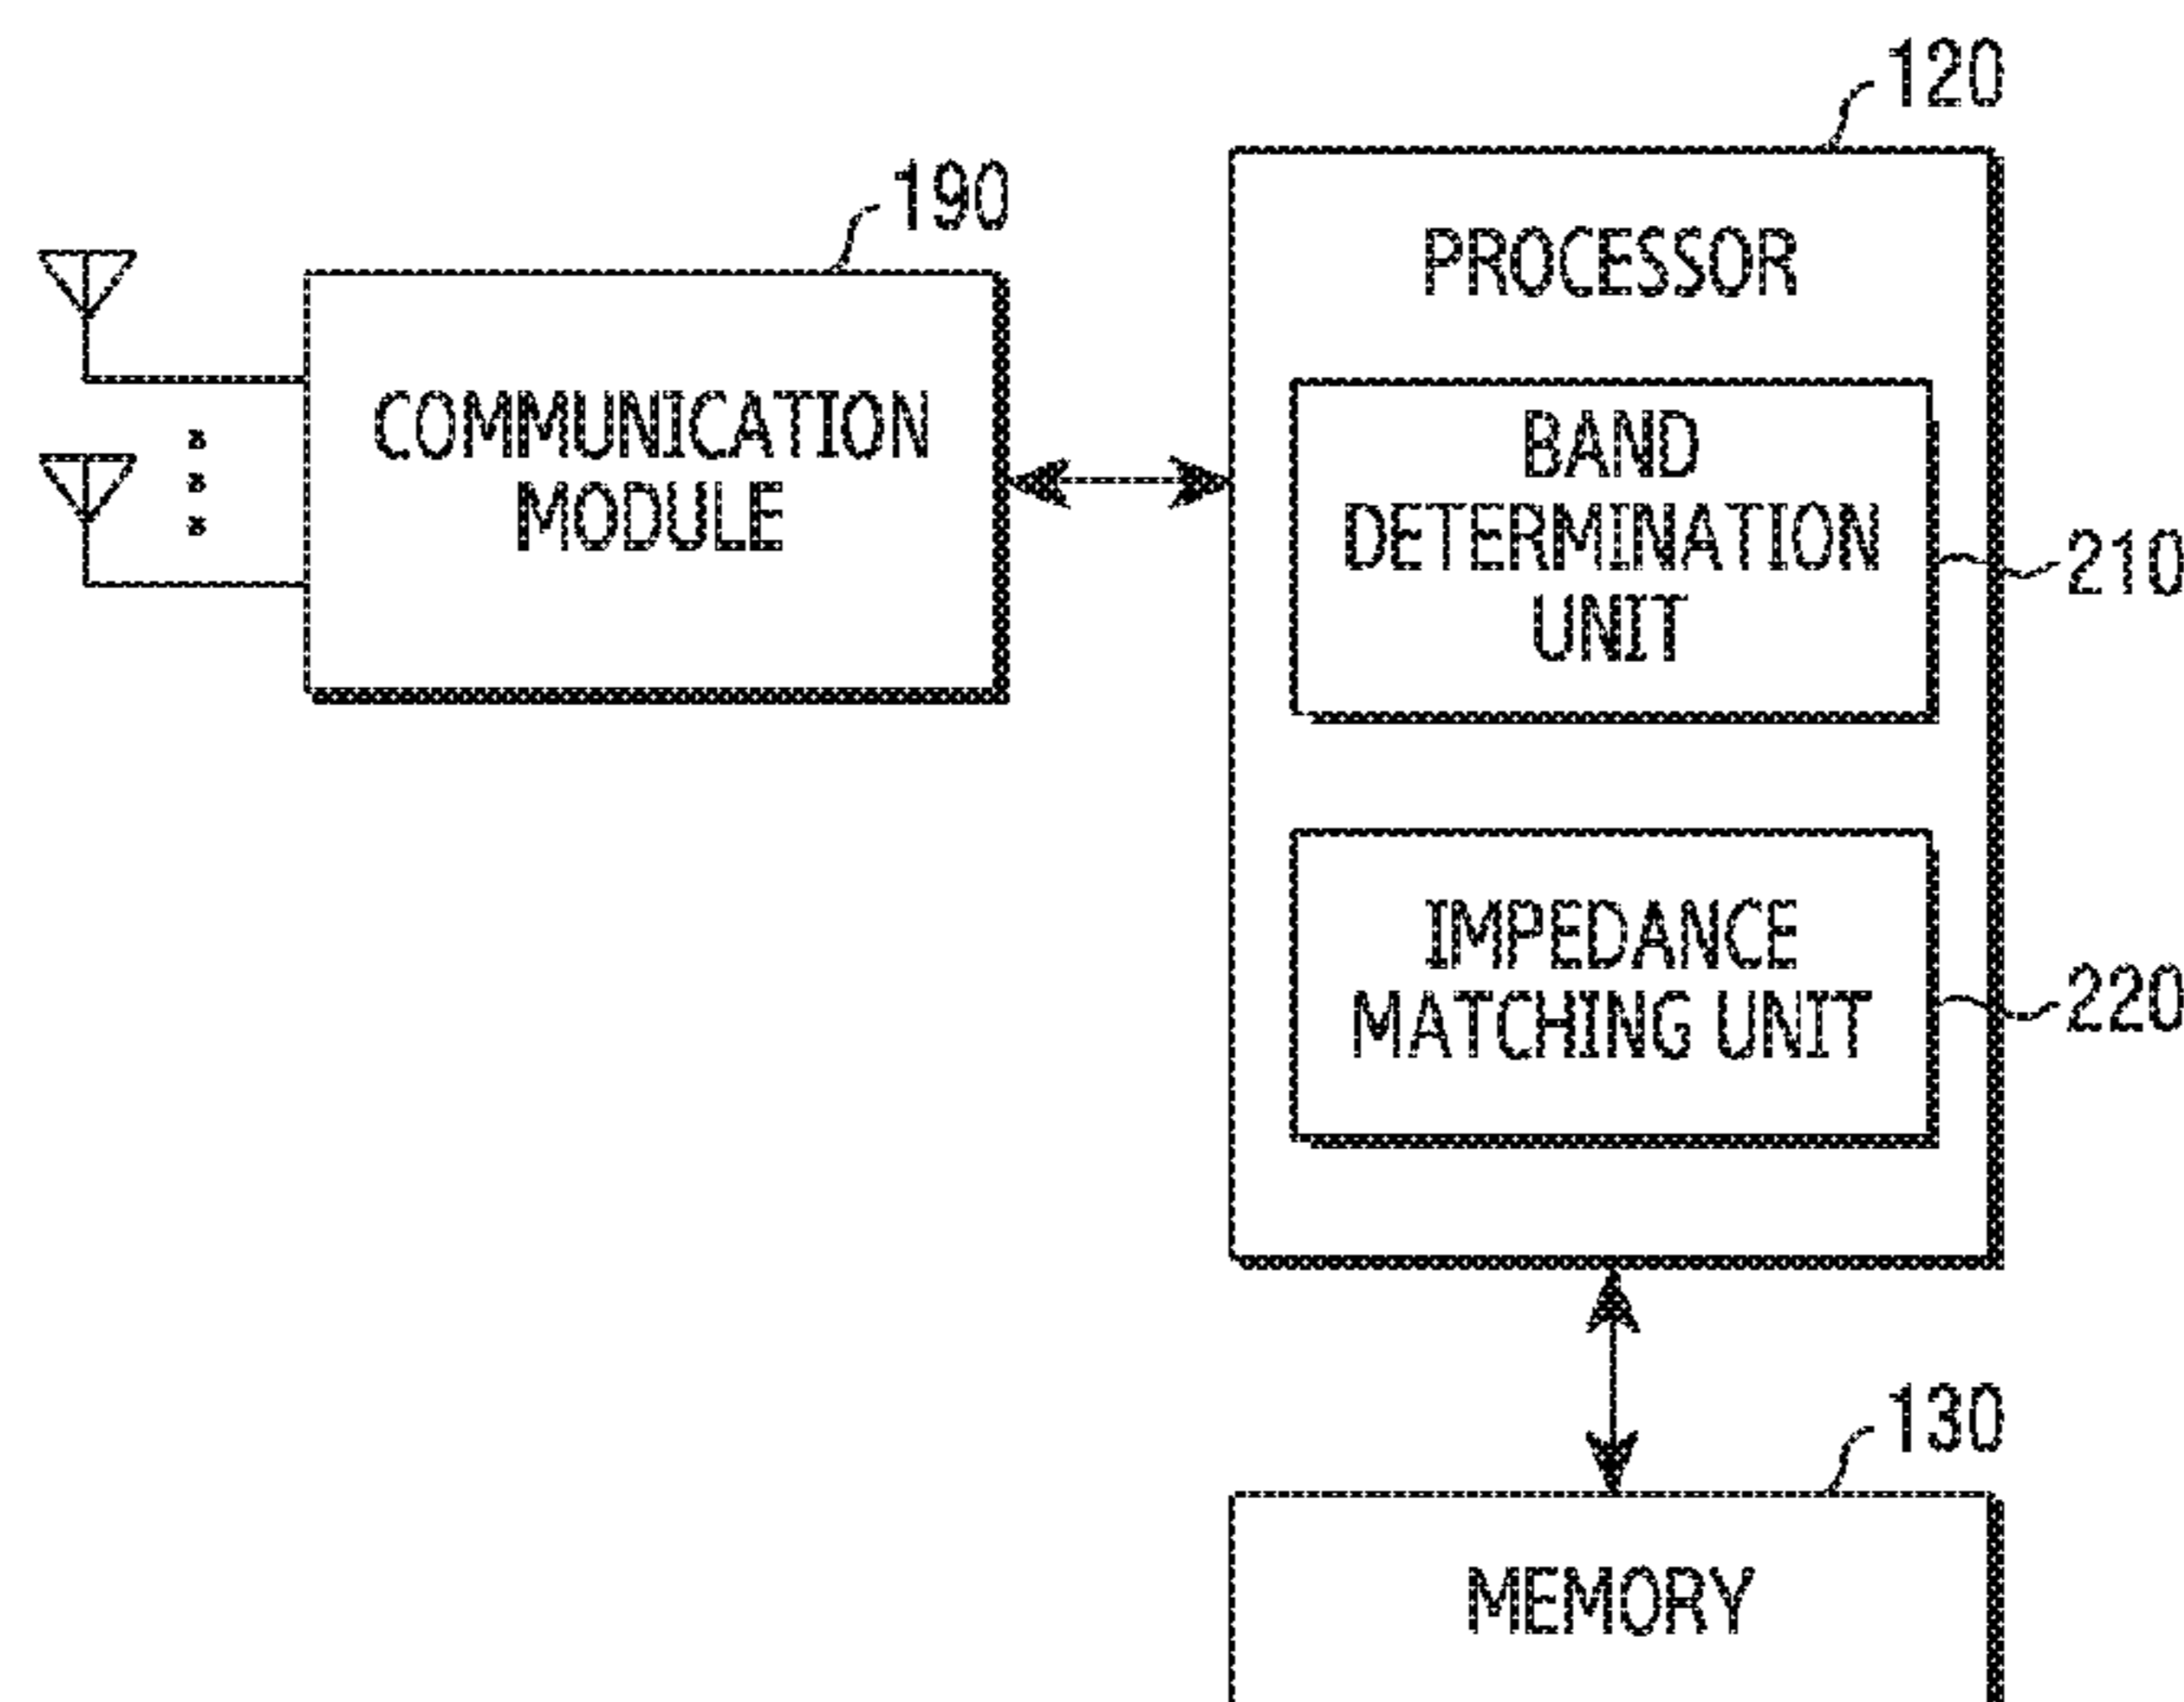 120
190
PROCESSOR
COMMUNICATION
MODULE
BAND
DETERMINATION
UNIT
210
IMPEDANCE
MATCHING UNIT
220
130
MEMORY